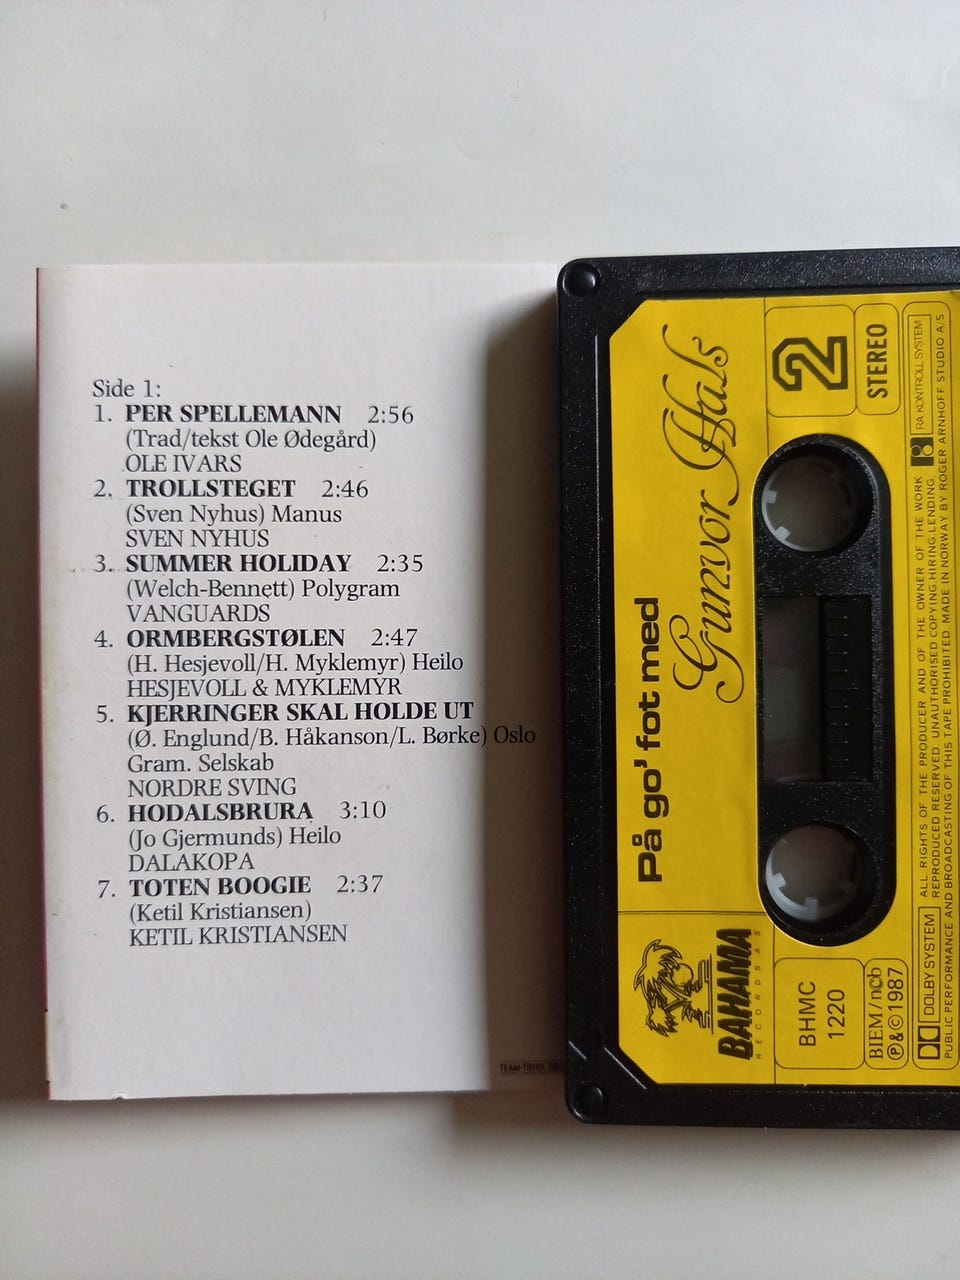 Side 1:
1. PER SPELLEMANN 2:56
(Trad/tekst Ole Ødegård)
OLE IVARS
2. TROLLSTEGET 2:46
(Sven Nyhus) Manus
SVEN NYHUS
3. SUMMER HOLIDAY 2:35
(Welch-Bennett) Polygram
VANGUARDS
4. ORMBERGSTØLEN 2:47
(H. Hesjevoll/H. Myklemyr) Heilo
HESJEVOLL & MYKLEMYR
5. KJERRINGER SKAL HOLDE UT
(Ø. Englund/B. Håkanson/L. Børke) Oslo
Gram. Selskab
NORDRE SVING
6. HODALSBRURA 3:10
(Jo Gjermunds) Heilo
DALAKOPA
7. TOTEN BOOGIE 2:37
(Ketil Kristiansen)
KETIL KRISTIANSEN
TEAM-TRYKK
På go' fot med
Gunvor Hals
2
STEREO
BAHAMA
RECORDS AS
BHMC
1220
BIEM / n©b
℗&©1987
DOLBY SYSTEM
RA KONTROLL SYSTEM
ALL RIGHTS OF THE PRODUCER AND OF THE OWNER OF THE WORK
REPRODUCED RESERVED. UNAUTHORISED COPYING.HIRING.LENDING.
PUBLIC PERFORMANCE AND BROADCASTING OF THIS TAPE PROHIBITED. MADE IN NORWAY BY ROGER ARNHOFF STUDIO A/S